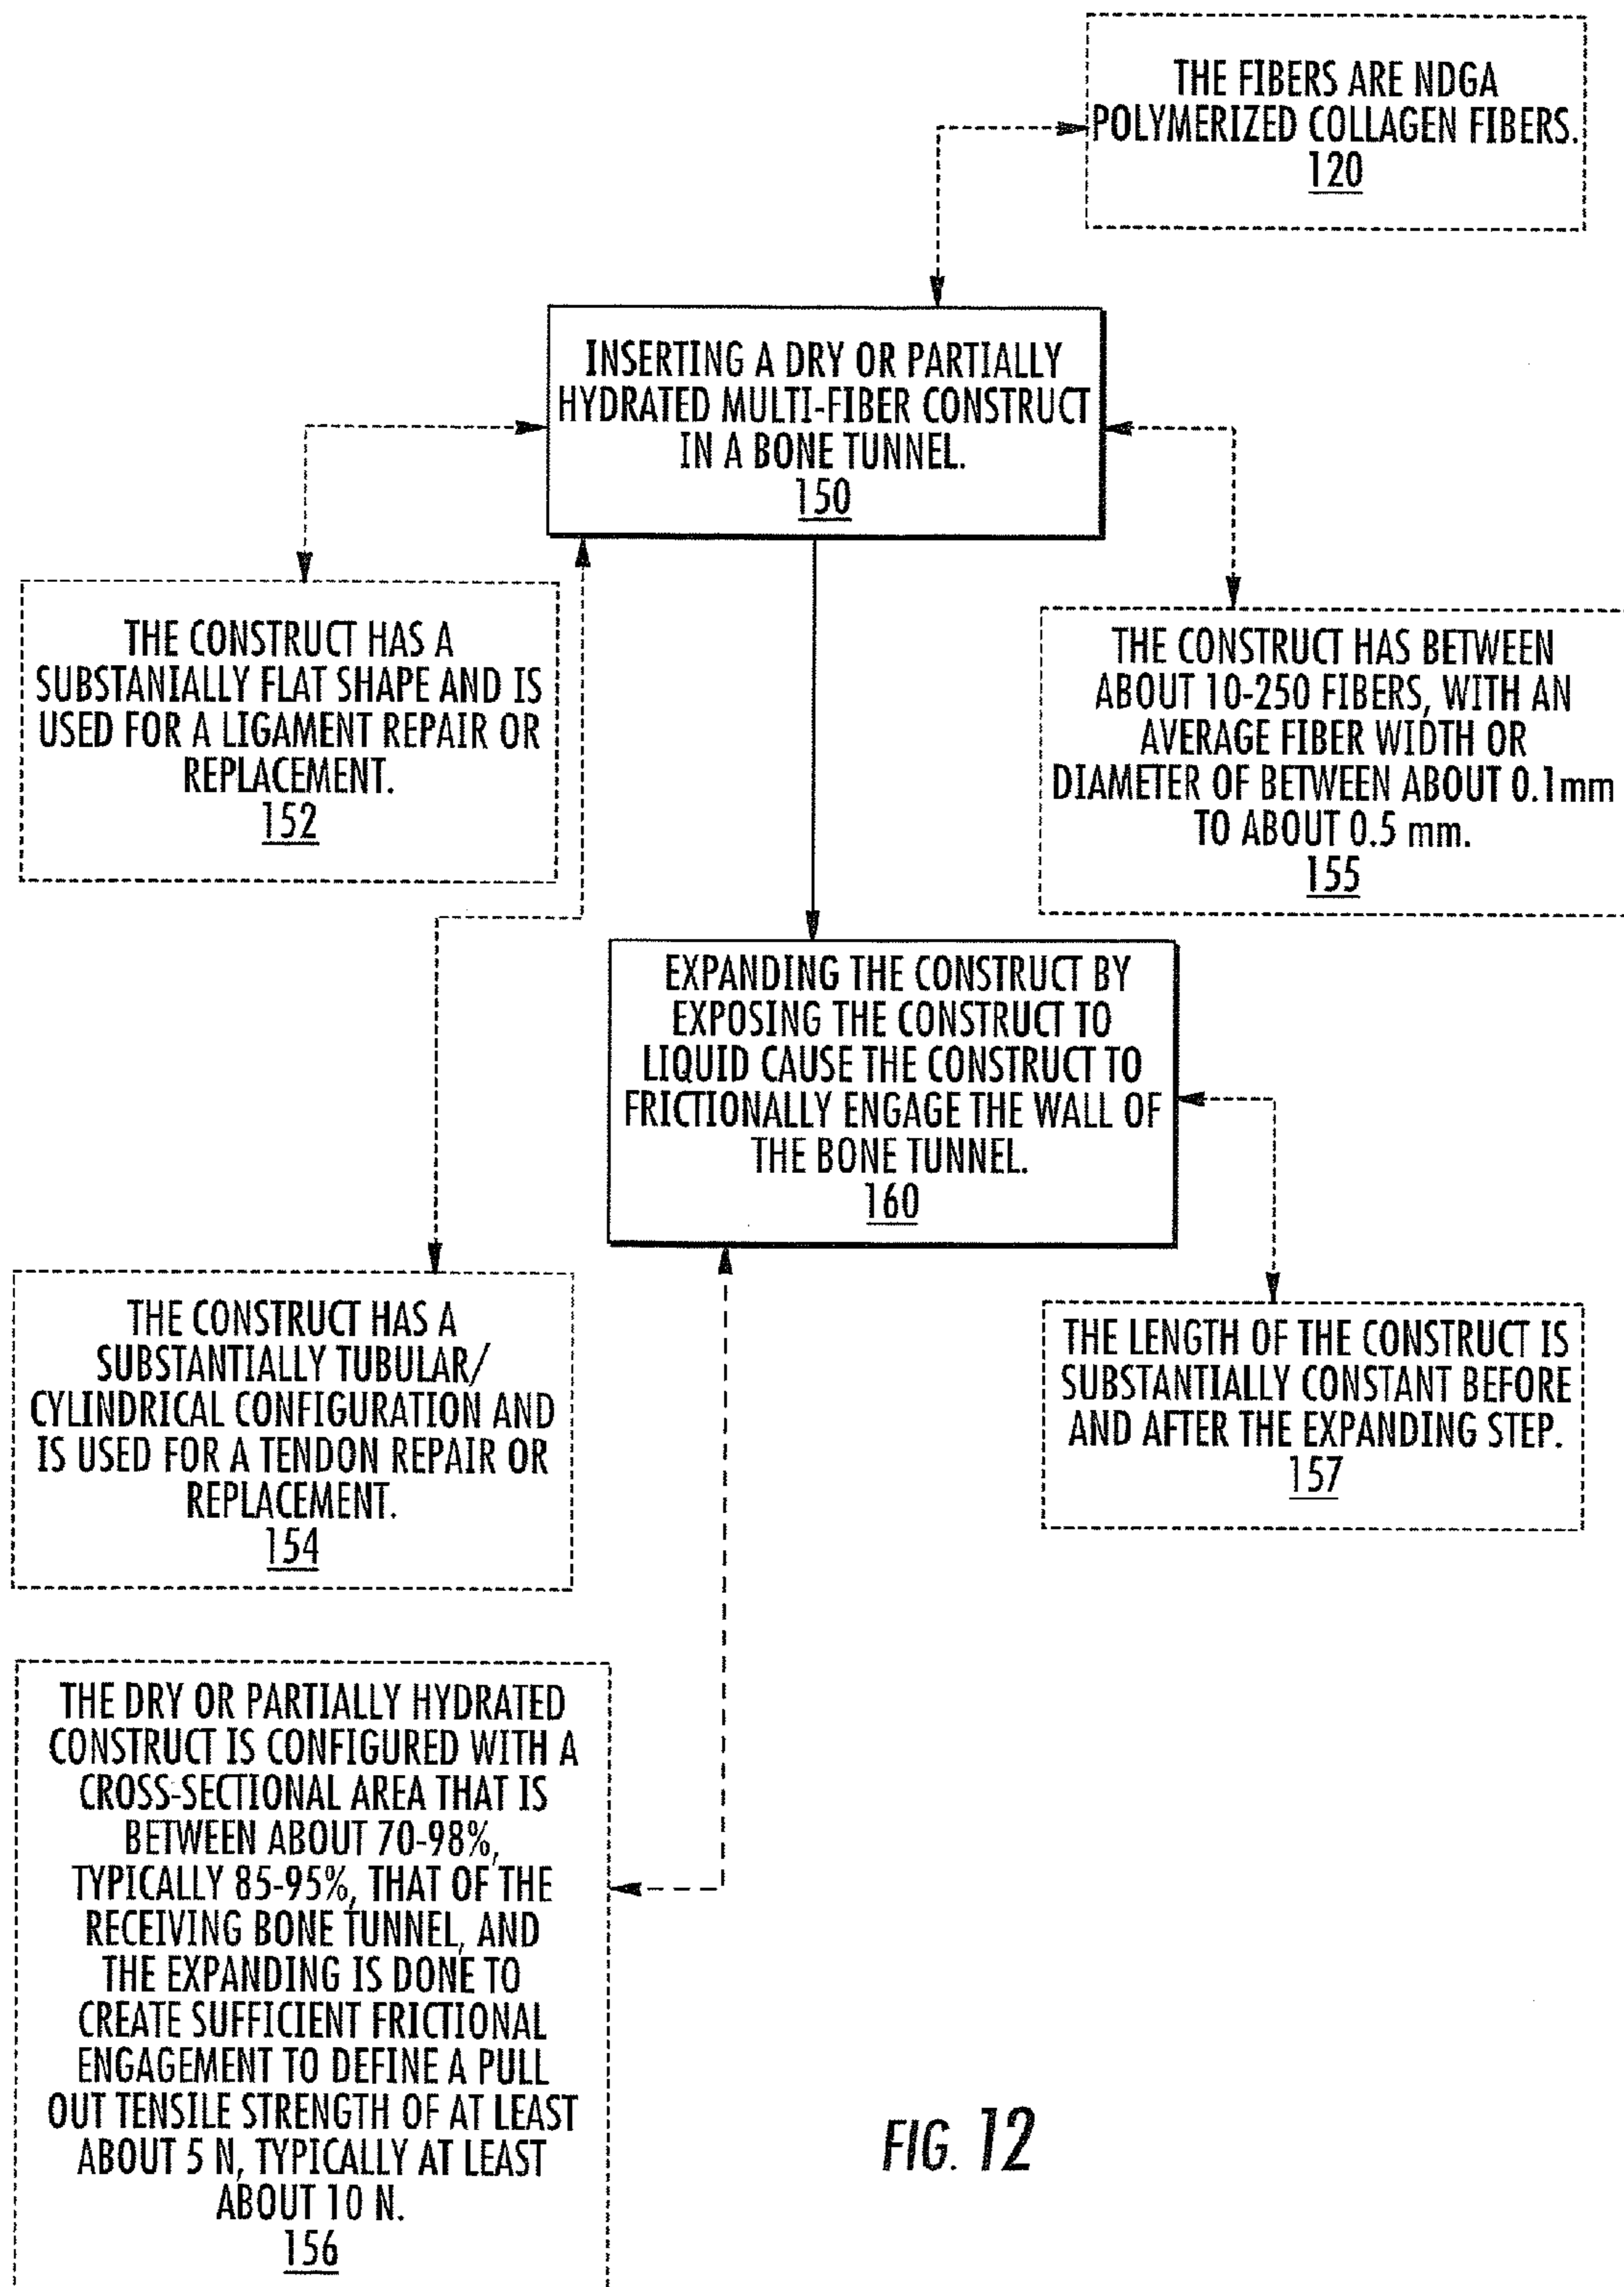 THE FIBERS ARE NDGA
POLYMERIZED COLLAGEN FIBERS.
120
INSERTING A DRY OR PARTIALLY
HYDRATED MULTI-FIBER CONSTRUCT
IN A BONE TUNNEL.
150
THE CONSTRUCT HAS A
SUBSTANIALLY FLAT SHAPE AND IS
USED FOR A LIGAMENT REPAIR OR
REPLACEMENT.
152
THE CONSTRUCT HAS BETWEEN
ABOUT 10-250 FIBERS, WITH AN
AVERAGE FIBER WIDTH OR
DIAMETER OF BETWEEN ABOUT 0.1mm
TO ABOUT 0.5 mm.
155
EXPANDING THE CONSTRUCT BY
EXPOSING THE CONSTRUCT TO
LIQUID CAUSE THE CONSTRUCT TO
FRICTIONALLY ENGAGE THE WALL OF
THE BONE TUNNEL.
160
THE CONSTRUCT HAS A
SUBSTANTIALLY TUBULAR/
CYLINDRICAL CONFIGURATION AND
IS USED FOR A TENDON REPAIR OR
REPLACEMENT.
154
THE LENGTH OF THE CONSTRUCT IS
SUBSTANTIALLY CONSTANT BEFORE
AND AFTER THE EXPANDING STEP.
157
THE DRY OR PARTIALLY HYDRATED
CONSTRUCT IS CONFIGURED WITH A
CROSS-SECTIONAL AREA THAT IS
BETWEEN ABOUT 70-98%,
TYPICALLY 85-95%, THAT OF THE
RECEIVING BONE TUNNEL, AND
THE EXPANDING IS DONE TO
CREATE SUFFICIENT FRICTIONAL
ENGAGEMENT TO DEFINE A PULL
OUT TENSILE STRENGTH OF AT LEAST
ABOUT 5 N, TYPICALLY AT LEAST
ABOUT 10 N.
156
FIG. 12